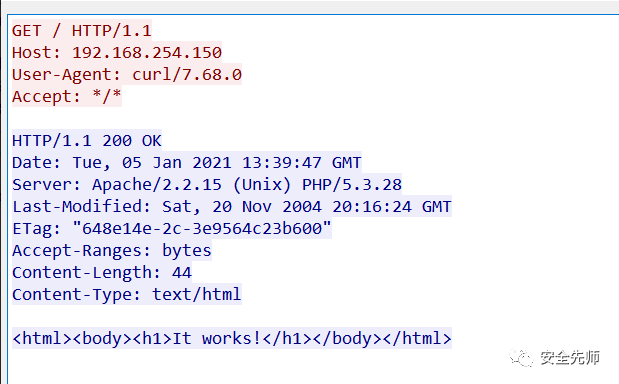 GET / HTTP/1.1
Host: 192.168.254.150
User-Agent: curl/7.68.0
Accept: */*
HTTP/1.1 200 OK
Date: Tue, 05 Jan 2021 13:39:47 GMT
Server: Apache/2.2.15 (Unix) PHP/5.3.28
Last-Modified: Sat, 20 Nov 2004 20:16:24 GMT
ETag: "648e14e-2c-3e9564c23b600"
Accept-Ranges: bytes
Content-Length: 44
Content-Type: text/html
<html><body><h1>It works!</h1></body></html>
安全先师